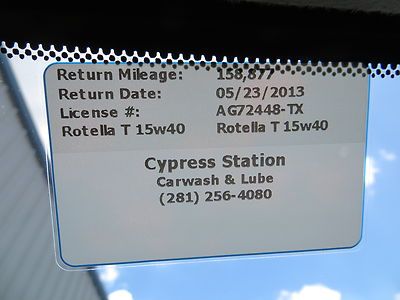 Return Mileage: 158,877
Return Date: 05/23/2013
License #: AG72448-TX
Rotella T 15w40 Rotella T 15w40
Cypress Station
Carwash & Lube
(281) 256-4080